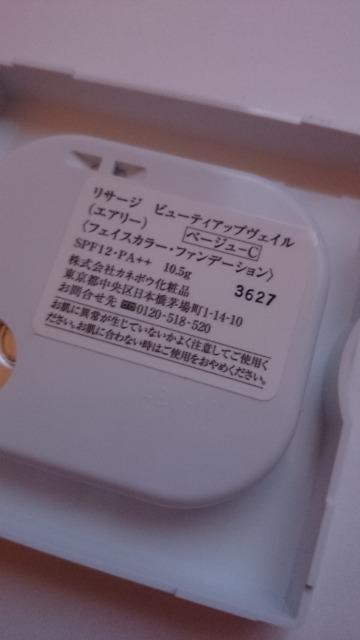 リサージ ビューティアップヴェイル
(エアリー) ベージュ-C
〈フェイスカラー・ファンデーション〉
SPF12・PA++ 10.5g
3627
株式会社カネボウ化粧品
東京都中央区日本橋茅場町1-14-10
お問合せ先 0120-518-520
お肌に異常が生じていないかよく注意してご使用く
ださい。お肌に合わない時はご使用をおやめください。